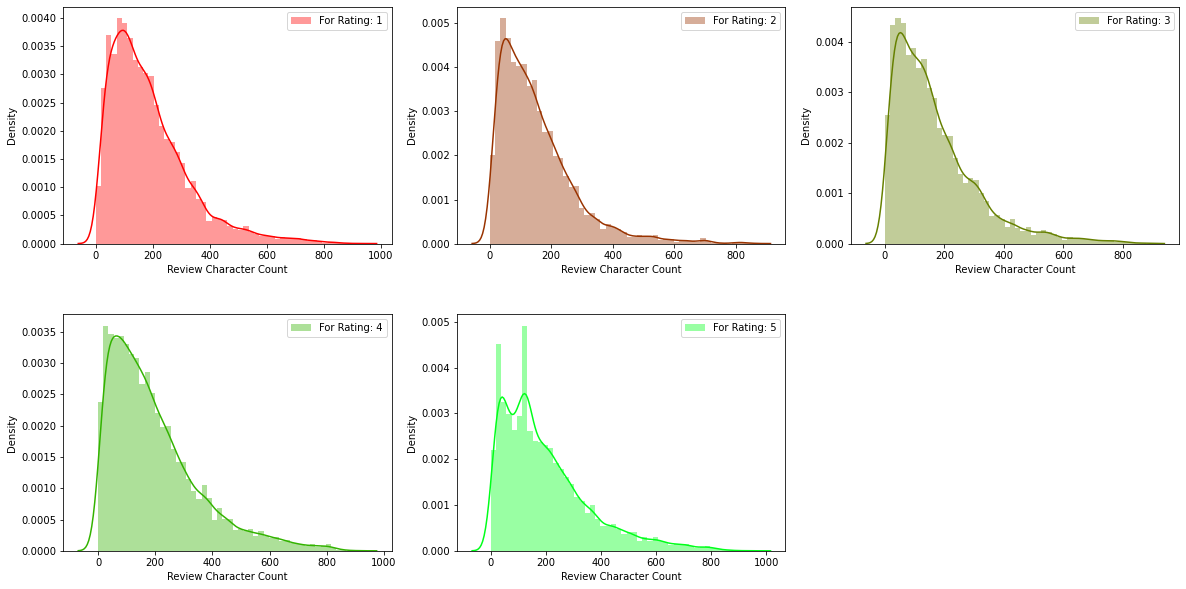 For Rating: 1
0.0040
0.0035
0.0030
0.0025
0.0020
0.0015
0.0010
0.0005
0.0000
Density
0 200 400 600 800 1000
Review Character Count
For Rating: 2
0.005
0.004
0.003
0.002
0.001
0.000
Density
0 200 400 600 800
Review Character Count
For Rating: 3
0.004
0.003
0.002
0.001
0.000
Density
0 200 400 600 800
Review Character Count
For Rating: 4
0.0035
0.0030
0.0025
0.0020
0.0015
0.0010
0.0005
0.0000
Density
0 200 400 600 800 1000
Review Character Count
For Rating: 5
0.005
0.004
0.003
0.002
0.001
0.000
Density
0 200 400 600 800 1000
Review Character Count